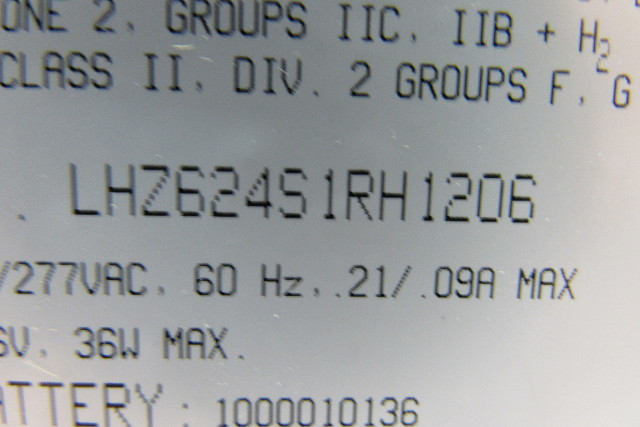 ONE 2, GROUPS IIC, IIB + H2
CLASS II, DIV. 2 GROUPS F, G
. LHZ624S1RH1206
/277VAC, 60 Hz, .21/.09A MAX
6V, 36W MAX.
ATTERY: 1000010136